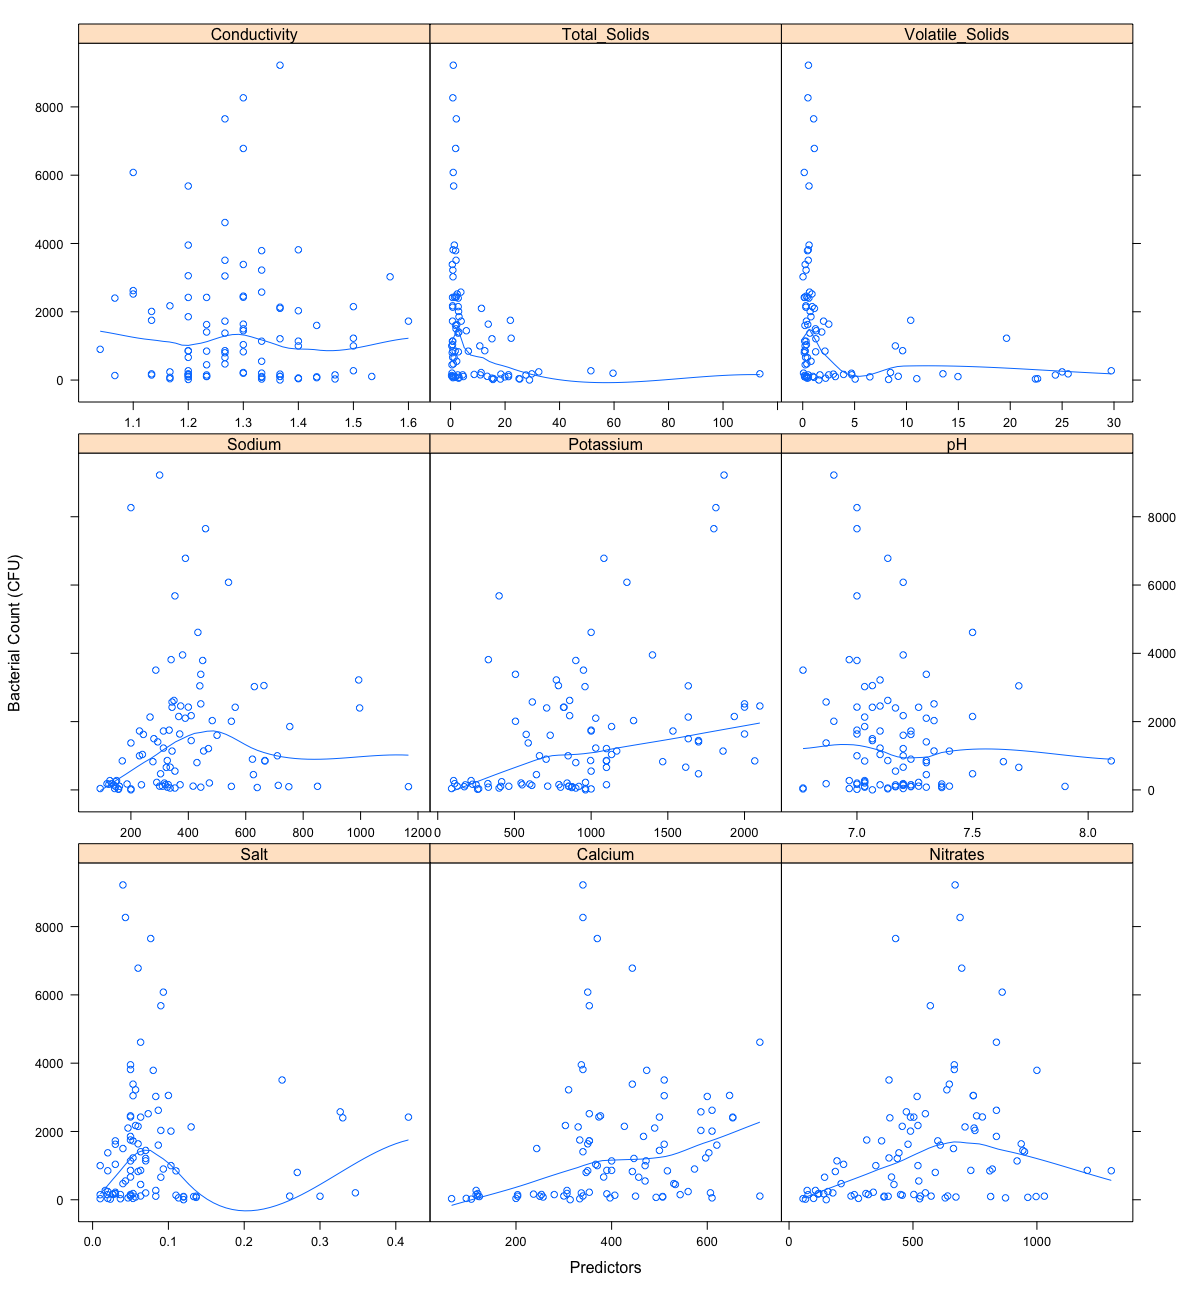 Conductivity Total_Solids Volatile_Solids
8000
6000
4000
2000
0
1.1 1.2 1.3 1.4 1.5 1.6 0 20 40 60 80 100 0 5 10 15 20 25 30
Sodium Potassium pH
8000
6000
4000
2000
0
200 400 600 800 1000 1200 0 500 1000 1500 2000 7.0 7.5 8.0
Bacterial Count (CFU)
Salt Calcium Nitrates
8000
6000
4000
2000
0
0.0 0.1 0.2 0.3 0.4 200 400 600 0 500 1000
Predictors